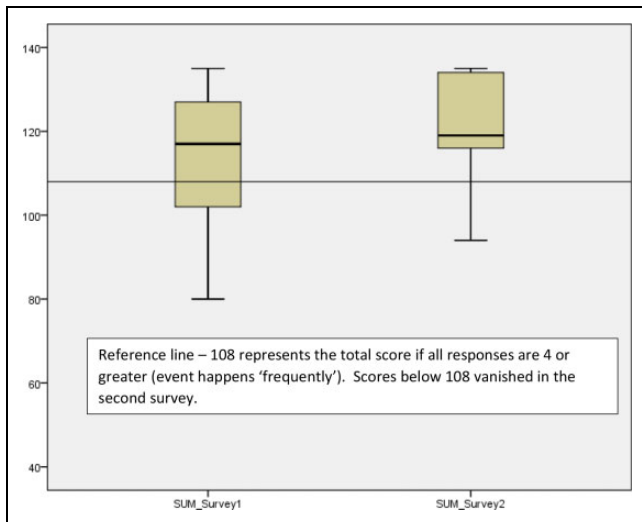 140
120
100
80
60
40
Reference line – 108 represents the total score if all responses are 4 or
greater (event happens ‘frequently’).  Scores below 108 vanished in the
second survey.
SUM_Survey1
SUM_Survey2